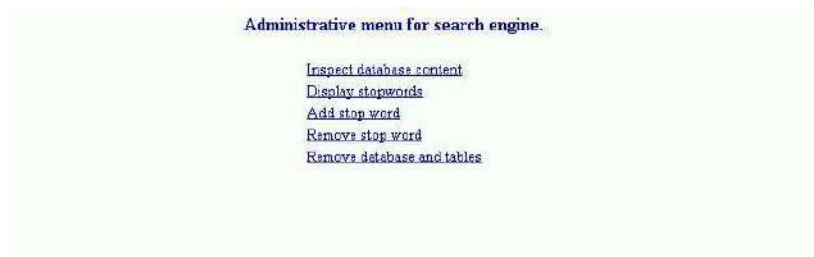 Administrative menu for search engine.
Inspect database content
Display stopwords
Add stop word
Remove stop word
Remove database and tables